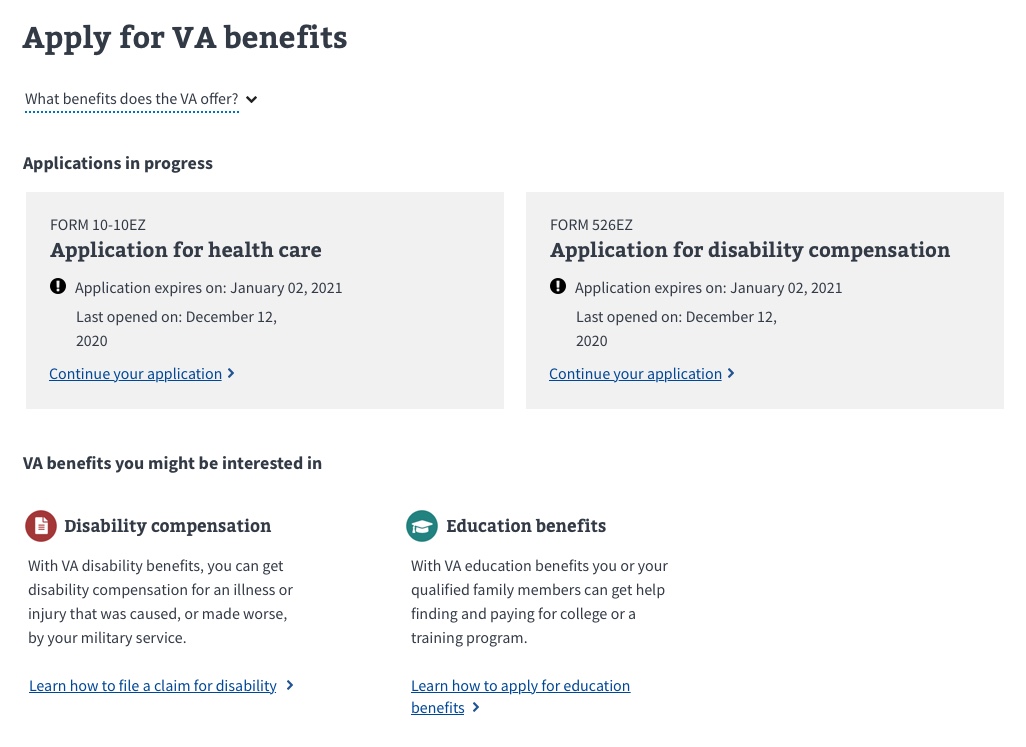 Apply for VA benefits
What benefits does the VA offer?
Applications in progress
FORM 10-10EZ
Application for health care
Application expires on: January 02, 2021
Last opened on: December 12,
2020
Continue your application
FORM 526EZ
Application for disability compensation
Application expires on: January 02, 2021
Last opened on: December 12,
2020
Continue your application
VA benefits you might be interested in
Disability compensation
With VA disability benefits, you can get
disability compensation for an illness or
injury that was caused, or made worse,
by your military service.
Learn how to file a claim for disability
Education benefits
With VA education benefits you or your
qualified family members can get help
finding and paying for college or a
training program.
Learn how to apply for education
benefits